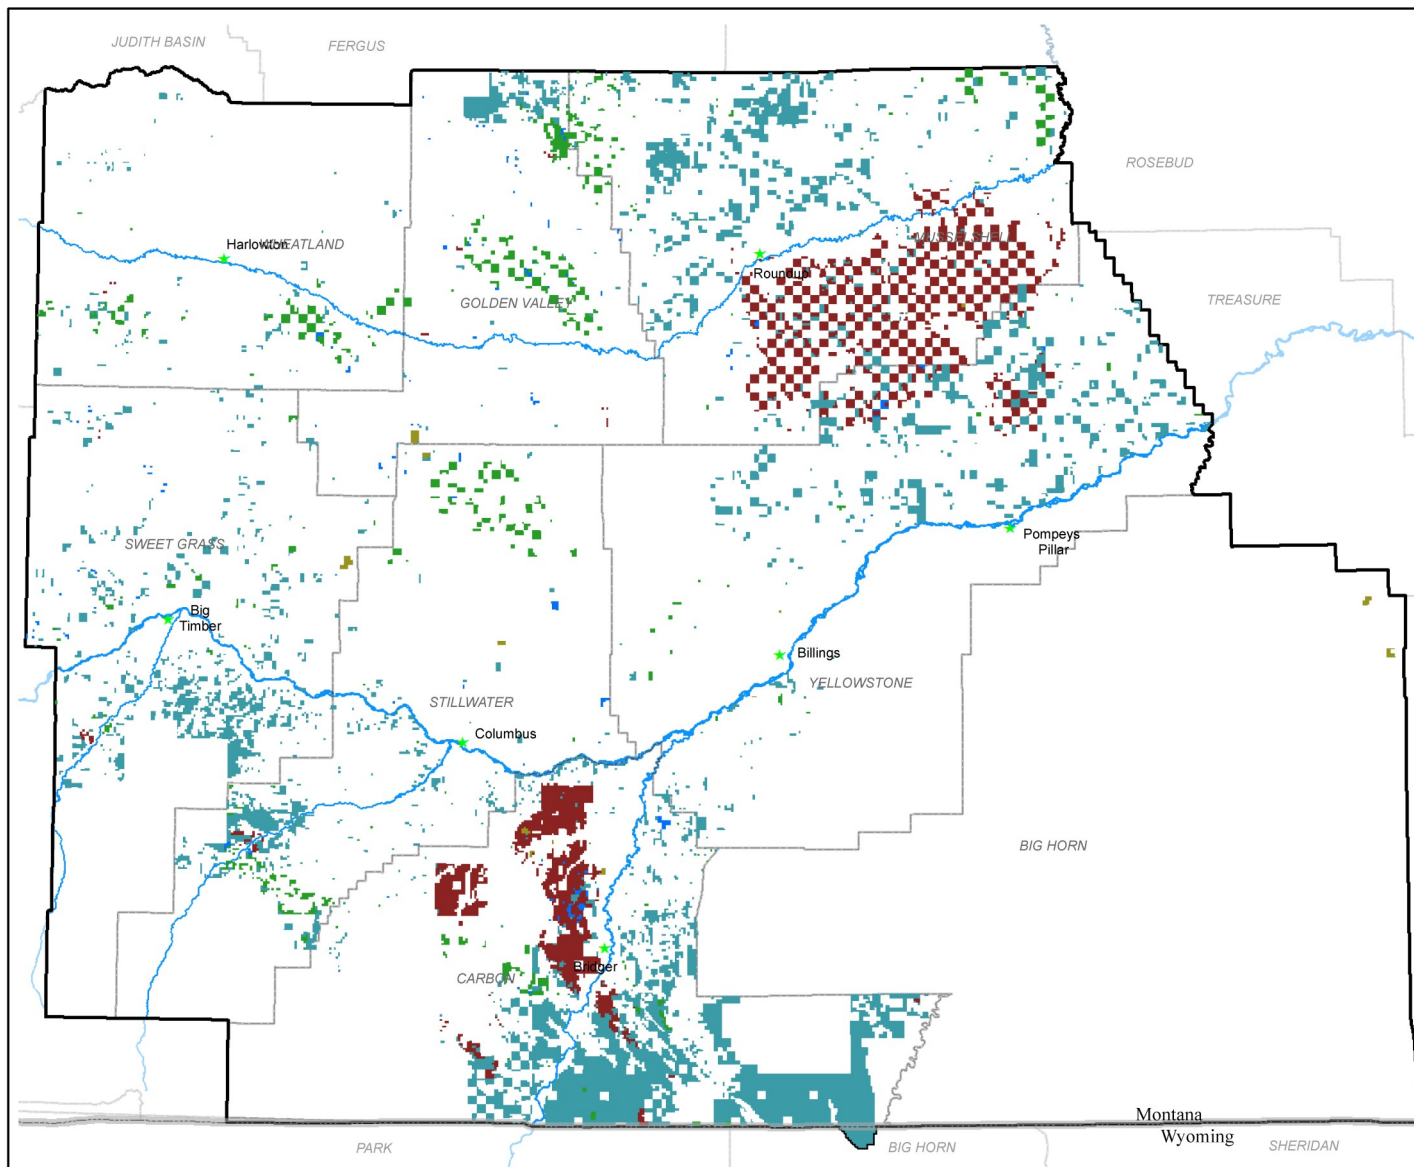 JUDITH BASIN
FERGUS
ROSEBUD
Harlowton
WHEATLAND
MUSSELSHELL
Roundup
GOLDEN VALLEY
TREASURE
Pompeys
Pillar
SWEET GRASS
Big
Timber
Billings
YELLOWSTONE
STILLWATER
Columbus
BIG HORN
Bridger
CARBON
Montana
Wyoming
PARK
BIG HORN
SHERIDAN